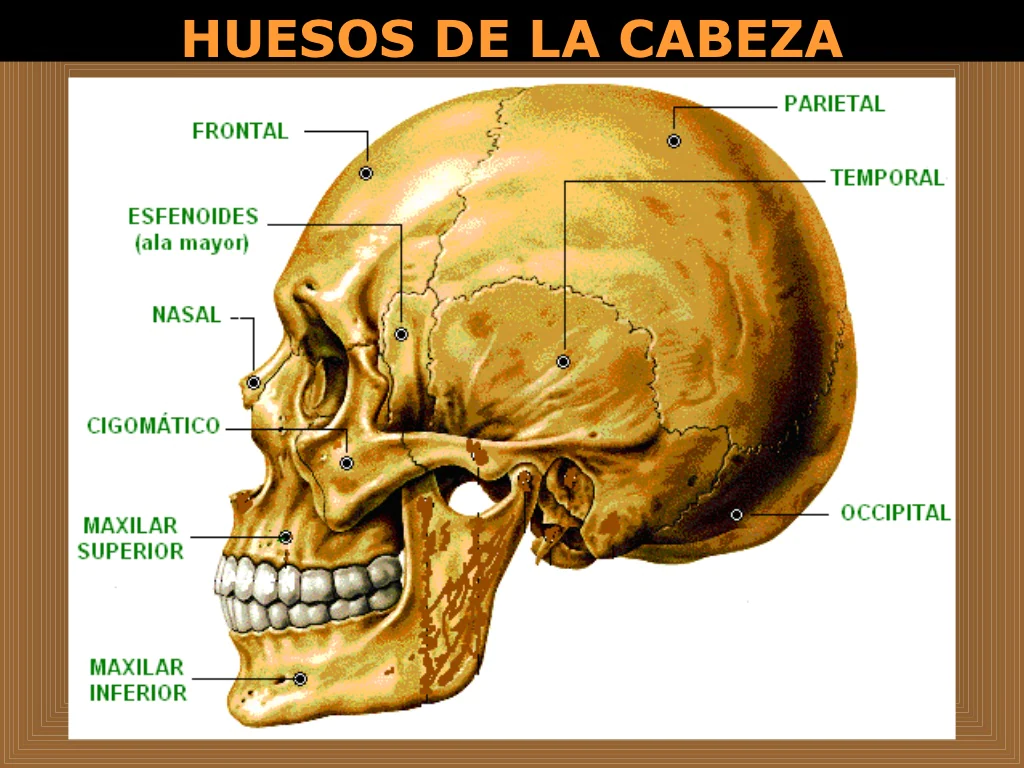 HUESOS DE LA CABEZA
PARIETAL
FRONTAL
TEMPORAL
ESFENOIDES
(ala mayor)
NASAL
CIGOMÁTICO
OCCIPITAL
MAXILAR
SUPERIOR
MAXILAR
INFERIOR